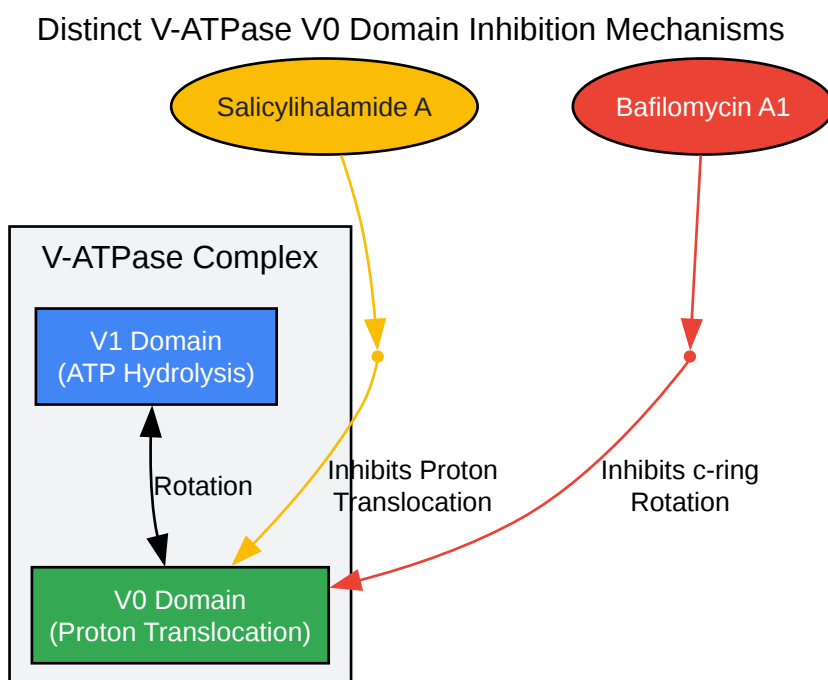 Distinct V-ATPase V0 Domain Inhibition Mechanisms
Salicylihalamide A
Bafilomycin A1
V-ATPase Complex
V1 Domain
(ATP Hydrolysis)
Rotation
Inhibits Proton
Translocation
Inhibits c-ring
Rotation
V0 Domain
(Proton Translocation)